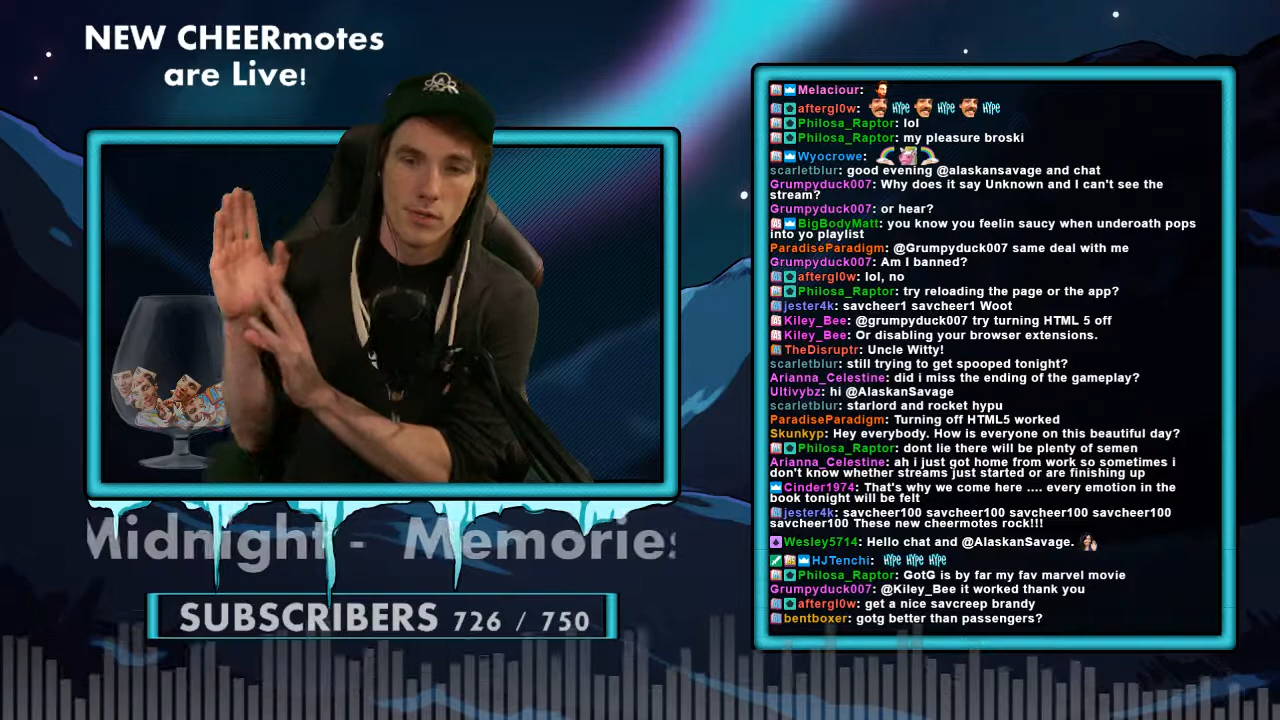 NEW CHEERmotes
are Live!
Melaciour:
aftergl0w: HYPE HYPE HYPE
Philosa_Raptor: lol
Philosa_Raptor: my pleasure broski
Wyocrowe:
scarletblur: good evening @alaskansavage and chat
Grumpyduck007: Why does it say Unknown and I can't see the
stream?
Grumpyduck007: or hear?
BigBodyMatt: you know you feelin saucy when underoath pops
into yo playlist
ParadiseParadigm: @Grumpyduck007 same deal with me
Grumpyduck007: Am I banned?
aftergl0w: lol, no
Philosa_Raptor: try reloading the page or the app?
jester4k: savcheer1 savcheer1 Woot
Kiley_Bee: @grumpyduck007 try turning HTML 5 off
Kiley_Bee: Or disabling your browser extensions.
TheDisruptr: Uncle Witty!
scarletblur: still trying to get spooped tonight?
Arianna_Celestine: did i miss the ending of the gameplay?
Ultivybz: hi @AlaskanSavage
scarletblur: starlord and rocket hypu
ParadiseParadigm: Turning off HTML5 worked
Skunkyp: Hey everybody. How is everyone on this beautiful day?
Philosa_Raptor: dont lie there will be plenty of semen
Arianna_Celestine: ah i just got home from work so sometimes i
don't know whether streams just started or are finishing up
Cinder1974: That's why we come here .... every emotion in the
book tonight will be felt
jester4k: savcheer100 savcheer100 savcheer100 savcheer100
savcheer100 These new cheermotes rock!!!
Wesley5714: Hello chat and @AlaskanSavage.
HJTenchi: HYPE HYPE HYPE
Philosa_Raptor: GotG is by far my fav marvel movie
Grumpyduck007: @Kiley_Bee it worked thank you
aftergl0w: get a nice savcreep brandy
bentboxer: gotg better than passengers?
Midnight - Memories
SUBSCRIBERS 726 / 750